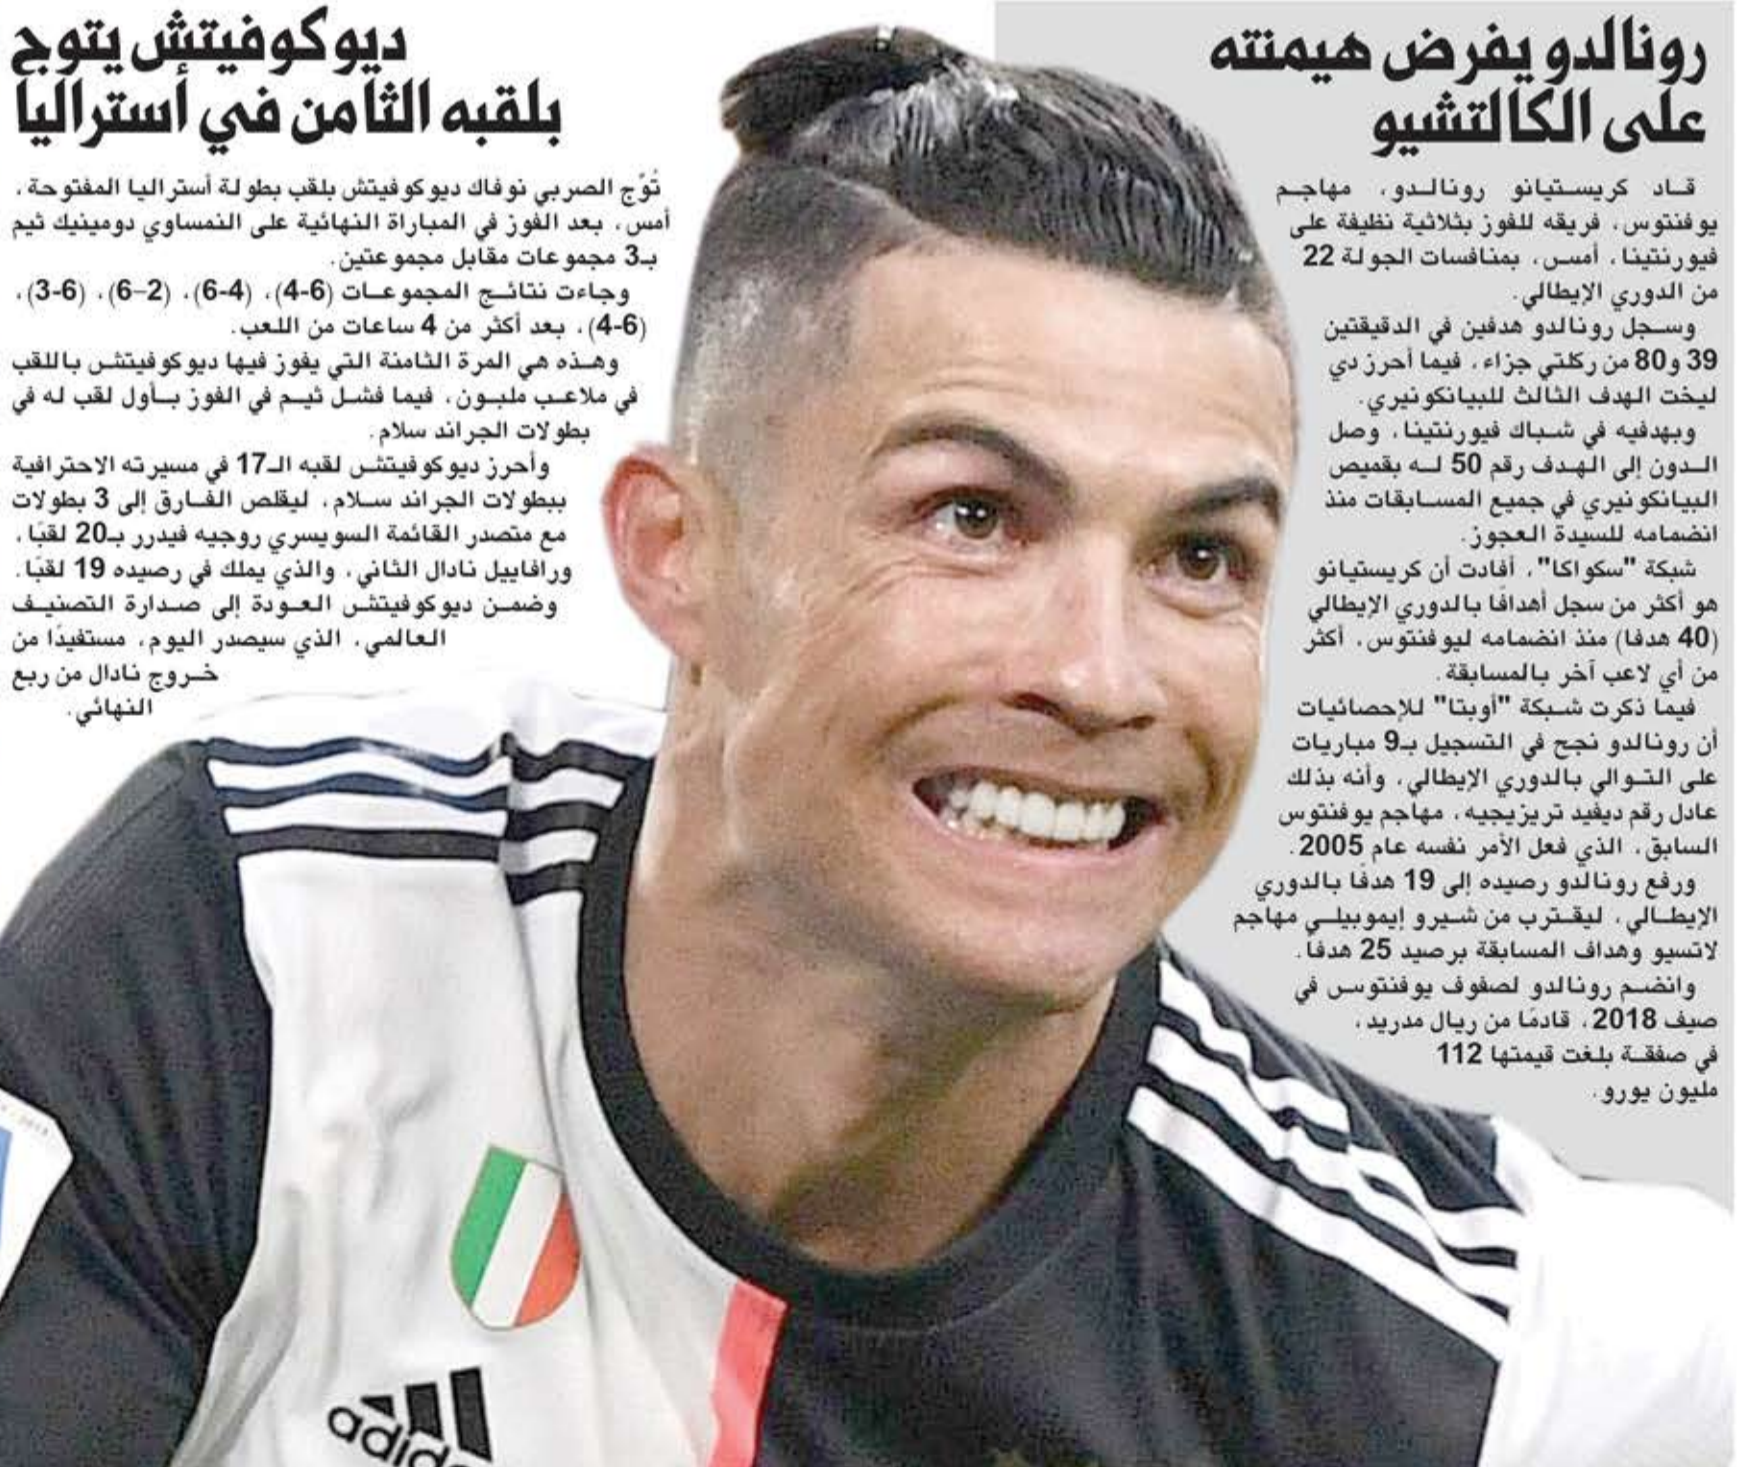 رونالدو يفرض هيمنته
على الكالتشيو
قاد كريستيانو رونالدو، مهاجم
يوفنتوس، فريقه للفوز بثلاثية نظيفة على
فيورنتينا، أمس، بمنافسات الجولة 22
من الدوري الإيطالي.
وسجل رونالدو هدفين في الدقيقتين
39 و80 من ركلتي جزاء، فيما أحرز دي
ليخت الهدف الثالث للبيانكونيري.
وبهدفيه في شباك فيورنتينا، وصل
الدون إلى الهدف رقم 50 له بقميص
البيانكونيري في جميع المسابقات منذ
انضمامه للسيدة العجوز.
شبكة "سكواكا"، أفادت أن كريستيانو
هو أكثر من سجل أهدافًا بالدوري الإيطالي
(40 هدفا) منذ انضمامه ليوفنتوس، أكثر
من أي لاعب آخر بالمسابقة.
فيما ذكرت شبكة "أوبتا" للإحصائيات
أن رونالدو نجح في التسجيل بـ9 مباريات
على التوالي بالدوري الإيطالي، وأنه بذلك
عادل رقم ديفيد تريزيجيه، مهاجم يوفنتوس
السابق، الذي فعل الأمر نفسه عام 2005.
ورفع رونالدو رصيده إلى 19 هدفًا بالدوري
الإيطالي، ليقترب من شيرو إيموبيلي مهاجم
لاتسيو وهداف المسابقة برصيد 25 هدفاً.
وانضم رونالدو لصفوف يوفنتوس في
صيف 2018، قادمًا من ريال مدريد،
في صفقة بلغت قيمتها 112
مليون يورو.
ديوكوفيتش يتوج
بلقبه الثامن في أستراليا
تُوّج الصربي نوفاك ديوكوفيتش بلقب بطولة أستراليا المفتوحة،
أمس، بعد الفوز في المباراة النهائية على النمساوي دومينيك ثيم
بـ3 مجموعات مقابل مجموعتين.
وجاءت نتائج المجموعات (6-4)، (4-6)، (2–6)، (6-3)،
(6-4)، بعد أكثر من 4 ساعات من اللعب.
وهذه هي المرة الثامنة التي يفوز فيها ديوكوفيتش باللقب
في ملاعب ملبون، فيما فشل ثيم في الفوز بأول لقب له في
بطولات الجراند سلام.
وأحرز ديوكوفيتش لقبه الـ17 في مسيرته الاحترافية
ببطولات الجراند سلام، ليقلص الفارق إلى 3 بطولات
مع متصدر القائمة السويسري روجيه فيدرر بـ20 لقبًا،
ورافاييل نادال الثاني، والذي يملك في رصيده 19 لقبًا.
وضمن ديوكوفيتش العودة إلى صدارة التصنيف
العالمي، الذي سيصدر اليوم، مستفيدًا من
خروج نادال من ربع
النهائي.